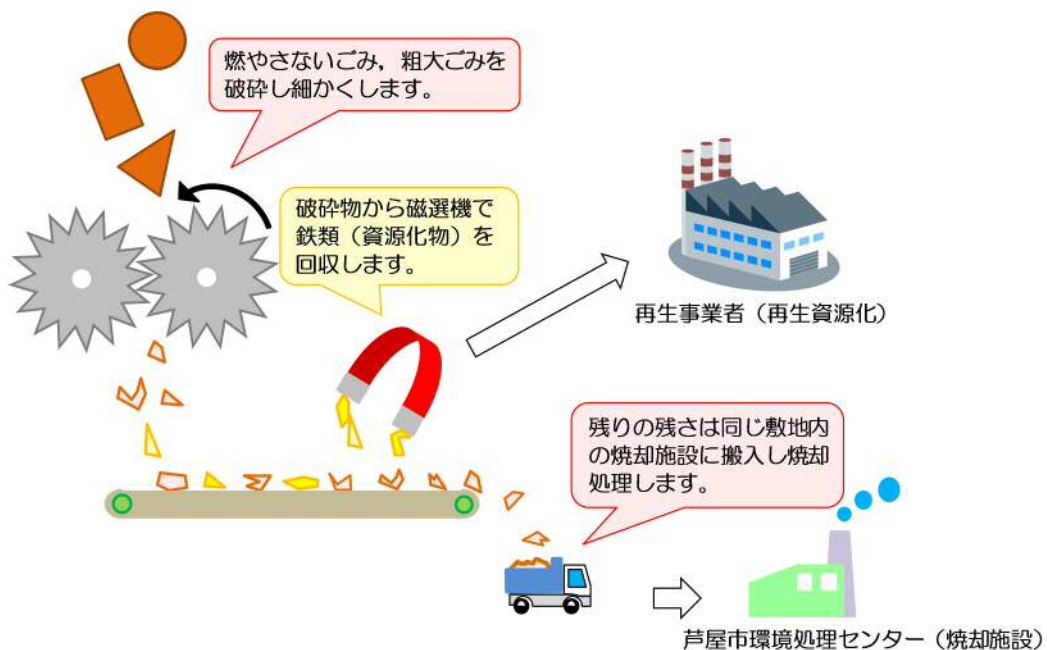 燃やさないごみ，粗大ごみを
破砕し細かくします。
破砕物から磁選機で
鉄類（資源化物）を
回収します。
再生事業者（再生資源化）
残りの残さは同じ敷地内
の焼却施設に搬入し焼却
処理します。
芦屋市環境処理センター（焼却施設）